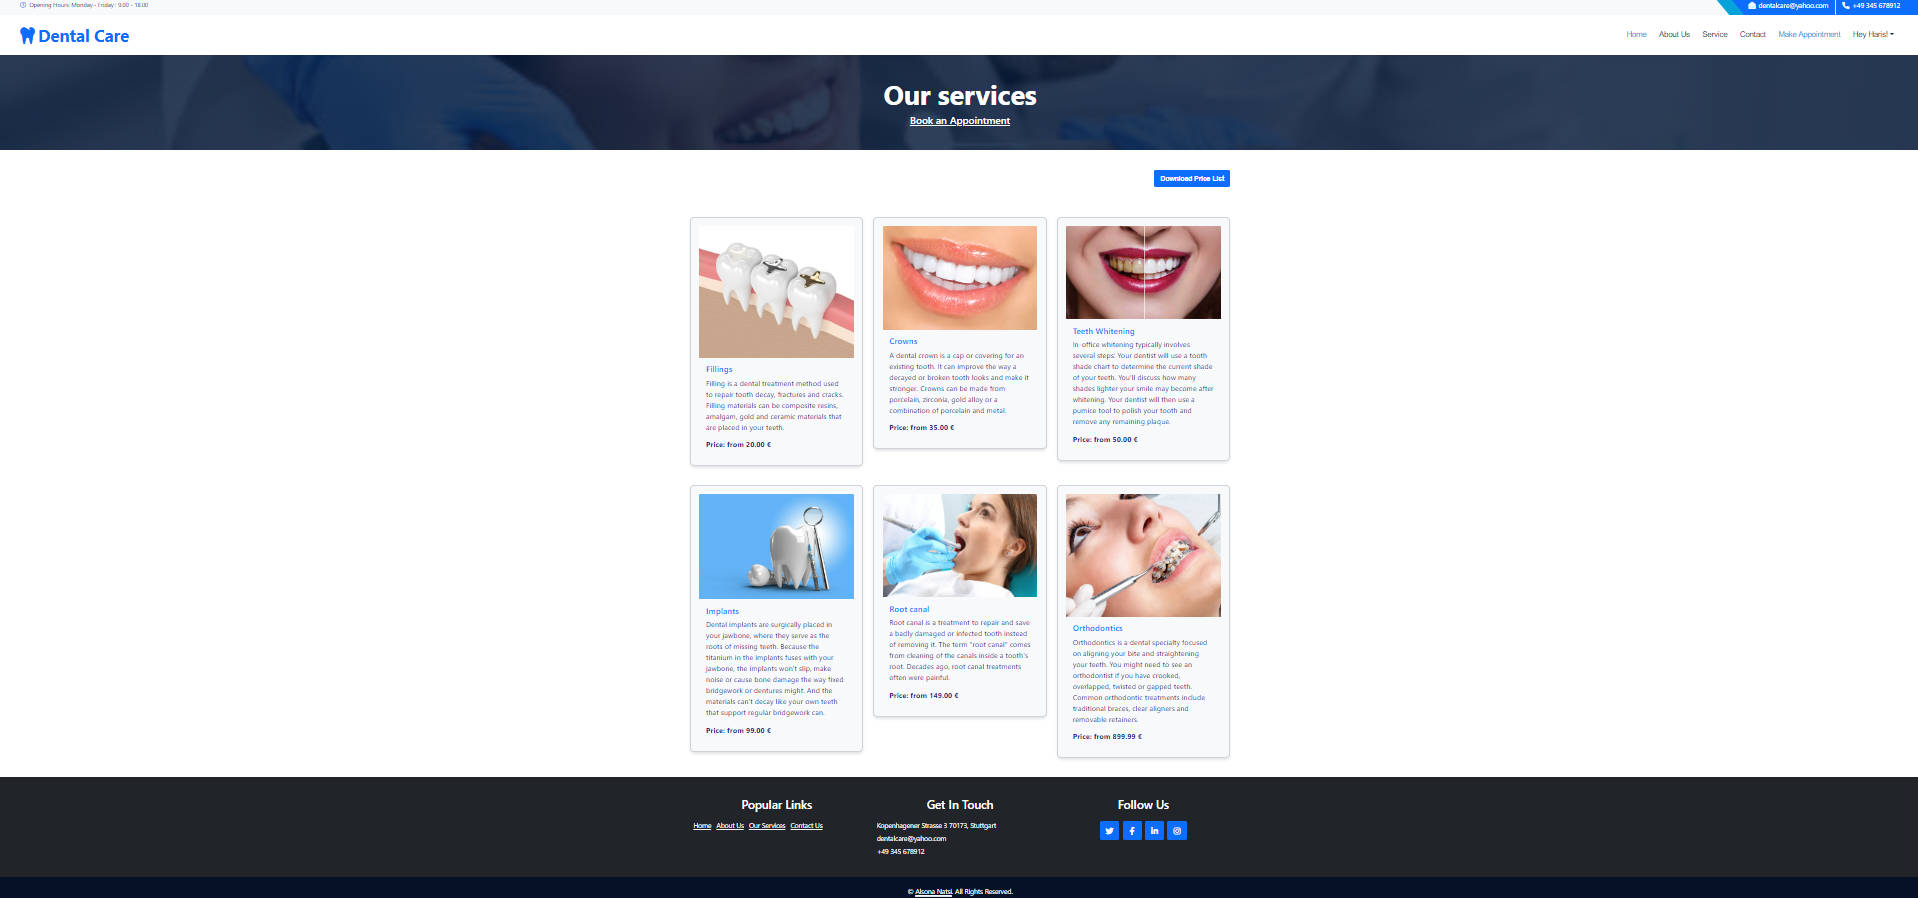 Opening Hours: Monday - Friday : 9.00 - 18.00
dentalcare@yahoo.com
+49 345 678912
Dental Care
Home
About Us
Service
Contact
Make Appointment
Hey Haris!
Our services
Book an Appointment
Download Price List
Fillings
Filling is a dental treatment method used
to repair tooth decay, fractures and cracks.
Filling materials can be composite resins,
amalgam, gold and ceramic materials that
are placed in your teeth.
Price: from 20.00 €
Crowns
A dental crown is a cap or covering for an
existing tooth. It can improve the way a
decayed or broken tooth looks and make it
stronger. Crowns can be made from
porcelain, zirconia, gold alloy or a
combination of porcelain and metal.
Price: from 35.00 €
Teeth Whitening
In-office whitening typically involves
several steps: Your dentist will use a tooth
shade chart to determine the current shade
of your teeth. You'll discuss how many
shades lighter your smile may become after
whitening. Your dentist will then use a
pumice tool to polish your tooth and
remove any remaining plaque.
Price: from 50.00 €
Implants
Dental implants are surgically placed in
your jawbone, where they serve as the
roots of missing teeth. Because the
titanium in the implants fuses with your
jawbone, the implants won't slip, make
noise or cause bone damage the way fixed
bridgework or dentures might. And the
materials can't decay like your own teeth
that support regular bridgework can.
Price: from 99.00 €
Root canal
Root canal is a treatment to repair and save
a badly damaged or infected tooth instead
of removing it. The term "root canal" comes
from cleaning of the canals inside a tooth's
root. Decades ago, root canal treatments
often were painful.
Price: from 149.00 €
Orthodontics
Orthodontics is a dental specialty focused
on aligning your bite and straightening
your teeth. You might need to see an
orthodontist if you have crooked,
overlapped, twisted or gapped teeth.
Common orthodontic treatments include
traditional braces, clear aligners and
removable retainers.
Price: from 899.99 €
Popular Links
Home About Us Our Services Contact Us
Get In Touch
Kopenhagener Strasse 3 70173, Stuttgart
dentalcare@yahoo.com
+49 345 678912
Follow Us
© Alsona Natsi. All Rights Reserved.